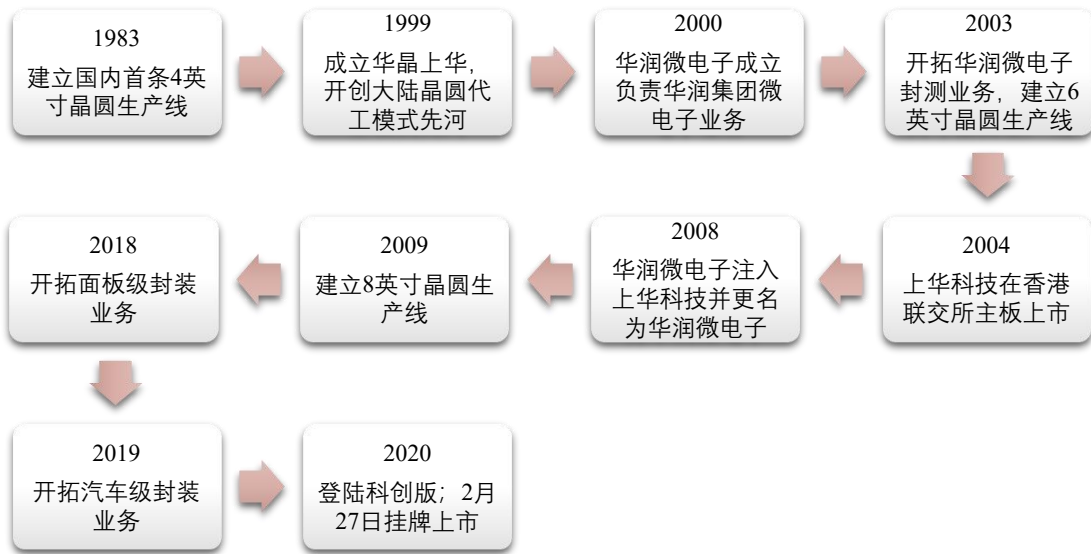 1983
建立国内首条4英
寸晶圆生产线
1999
成立华晶上华，
开创大陆晶圆代
工模式先河
2000
华润微电子成立
负责华润集团微
电子业务
2003
开拓华润微电子
封测业务，建立6
英寸晶圆生产线
2004
上华科技在香港
联交所主板上市
2008
华润微电子注入
上华科技并更名
为华润微电子
2009
建立8英寸晶圆生
产线
2018
开拓面板级封装
业务
2019
开拓汽车级封装
业务
2020
登陆科创版；2月
27日挂牌上市